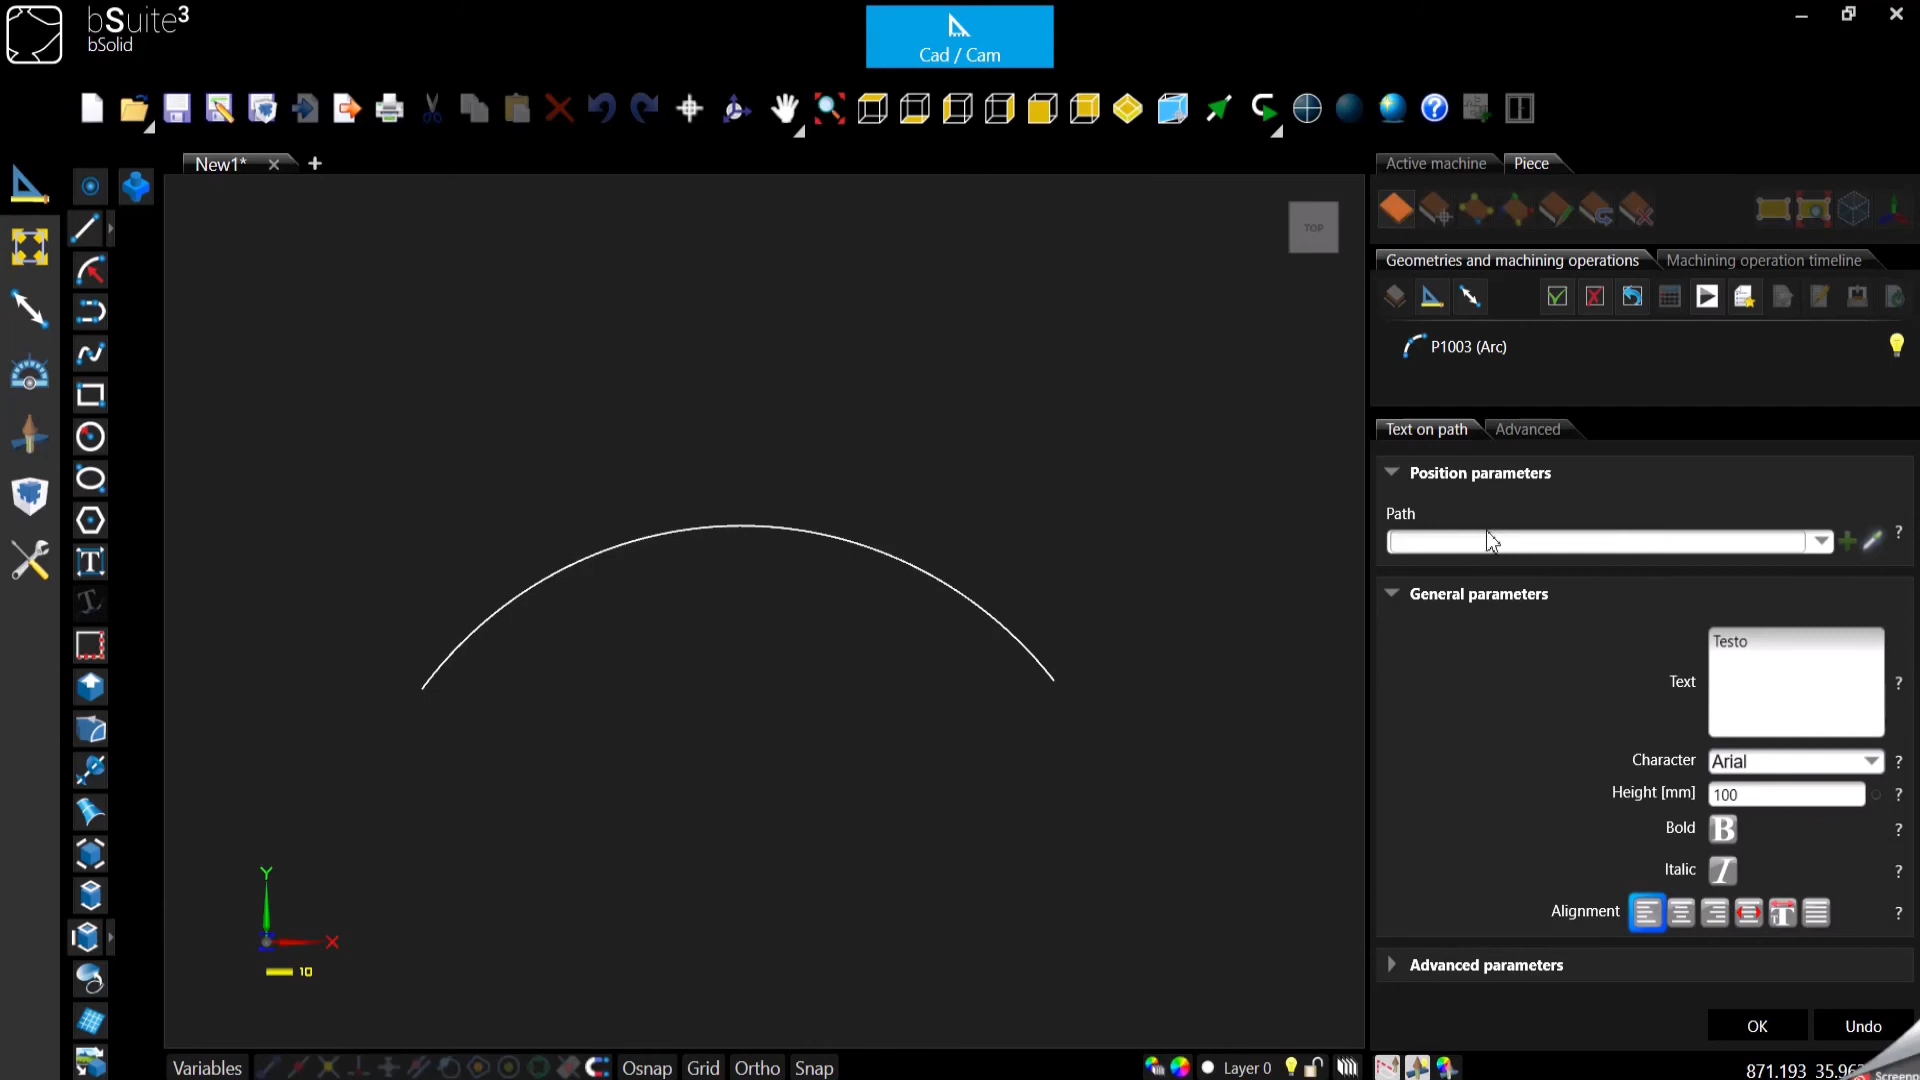 bSuite³
bSolid
Cad / Cam
New1*
TOP
Active machine
Piece
Geometries and machining operations
Machining operation timeline
P1003 (Arc)
Text on path
Advanced
Position parameters
Path
General parameters
Testo
Text
Character
Arial
Height [mm]
100
Bold
B
Italic
I
Alignment
Advanced parameters
OK
Undo
Y
X
10
Variables
Osnap
Grid
Ortho
Snap
Layer 0
871.193